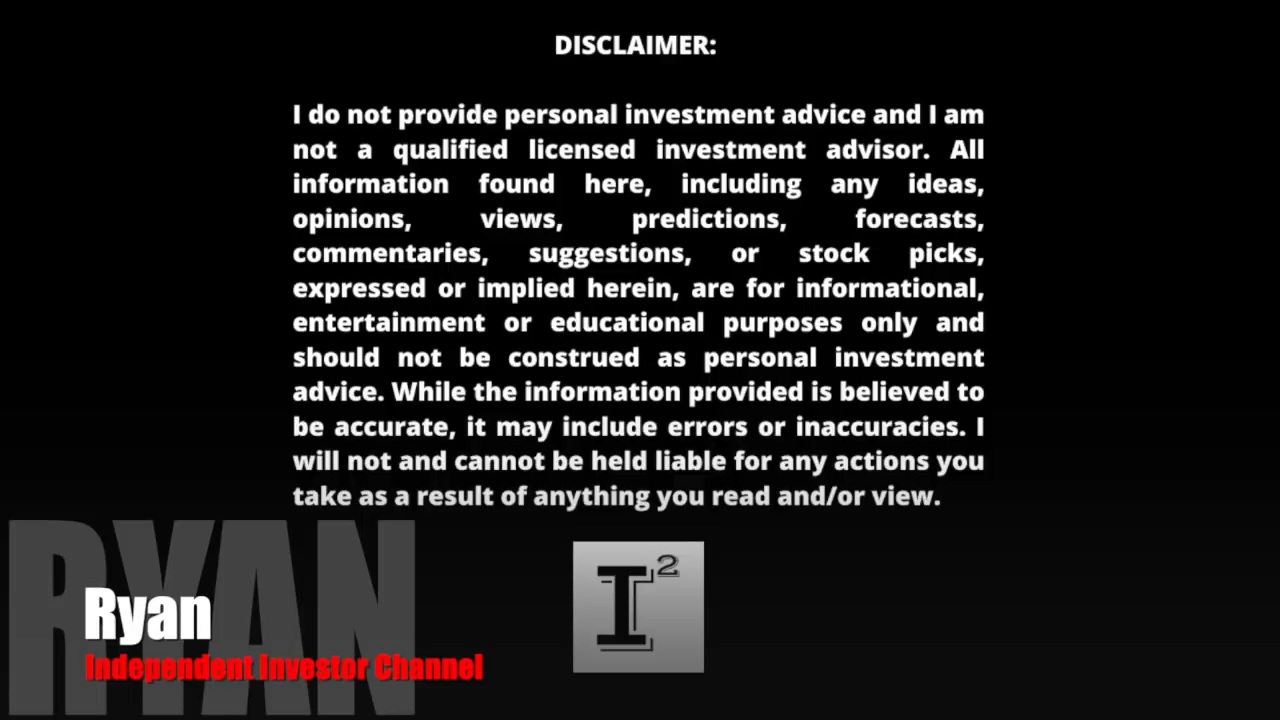 DISCLAIMER:
I do not provide personal investment advice and I am
not a qualified licensed investment advisor. All
information found here, including any ideas,
opinions, views, predictions, forecasts,
commentaries, suggestions, or stock picks,
expressed or implied herein, are for informational,
entertainment or educational purposes only and
should not be construed as personal investment
advice. While the information provided is believed to
be accurate, it may include errors or inaccuracies. I
will not and cannot be held liable for any actions you
take as a result of anything you read and/or view.
RYAN
Ryan
Independent Investor Channel
I²